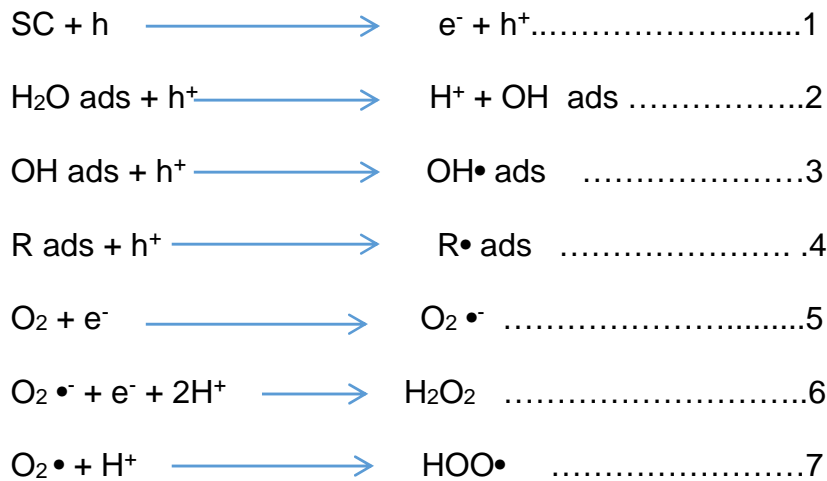 SC + h ⟶ e⁻ + h⁺..………………….......1
H₂O ads + h⁺ ⟶ H⁺ + OH ads ……………..2
OH ads + h⁺ ⟶ OH• ads …………………3
R ads + h⁺ ⟶ R• ads ………………….. .4
O₂ + e⁻ ⟶ O₂ •⁻ …………………….........5
O₂ •⁻ + e⁻ + 2H⁺ ⟶ H₂O₂ …………………………..6
O₂ • + H⁺ ⟶ HOO• ……………………7